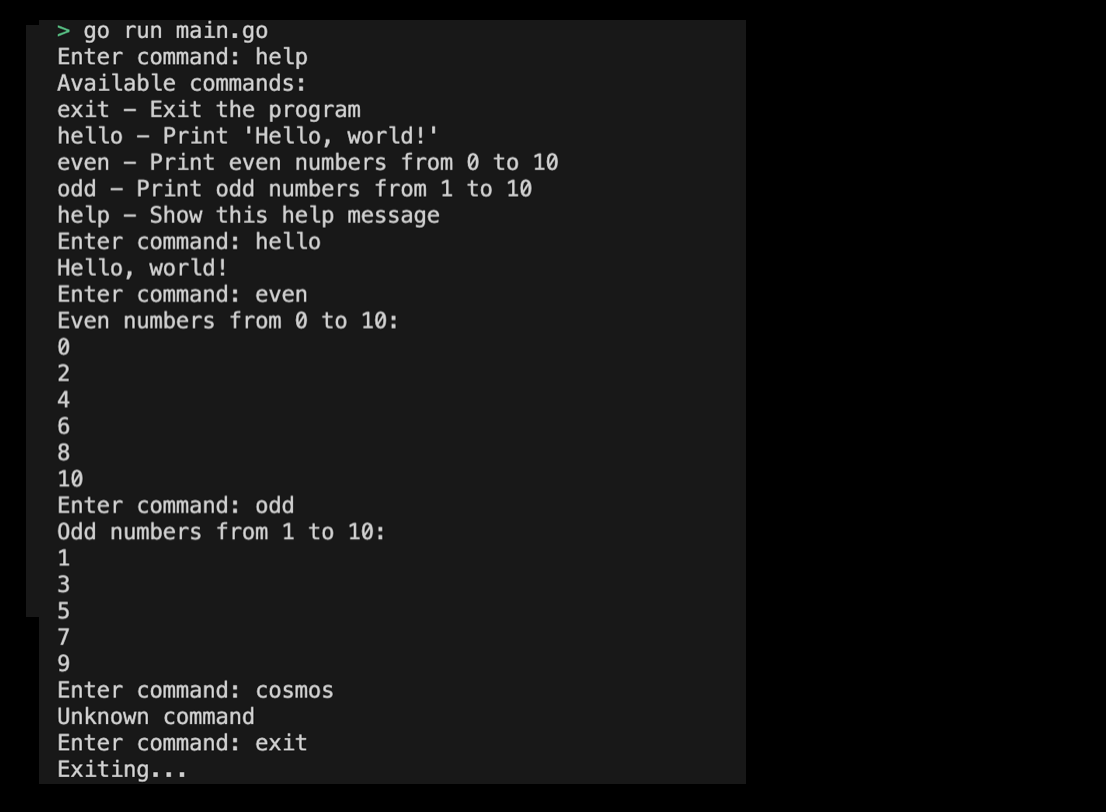 > go run main.go
Enter command: help
Available commands:
exit – Exit the program
hello – Print 'Hello, world!'
even – Print even numbers from 0 to 10
odd – Print odd numbers from 1 to 10
help – Show this help message
Enter command: hello
Hello, world!
Enter command: even
Even numbers from 0 to 10:
0
2
4
6
8
10
Enter command: odd
Odd numbers from 1 to 10:
1
3
5
7
9
Enter command: cosmos
Unknown command
Enter command: exit
Exiting...